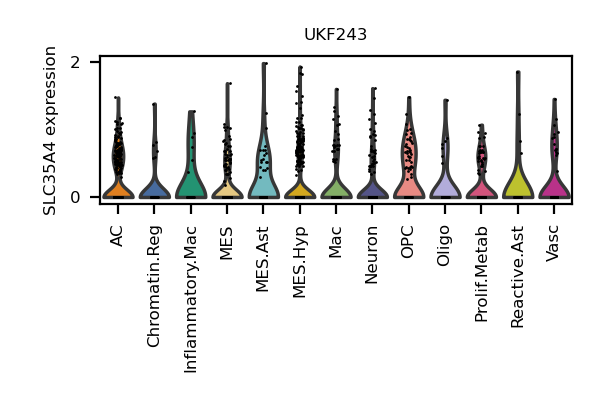 UKF243
SLC35A4 expression
2
0
AC
Chromatin.Reg
Inflammatory.Mac
MES
MES.Ast
MES.Hyp
Mac
Neuron
OPC
Oligo
Prolif.Metab
Reactive.Ast
Vasc